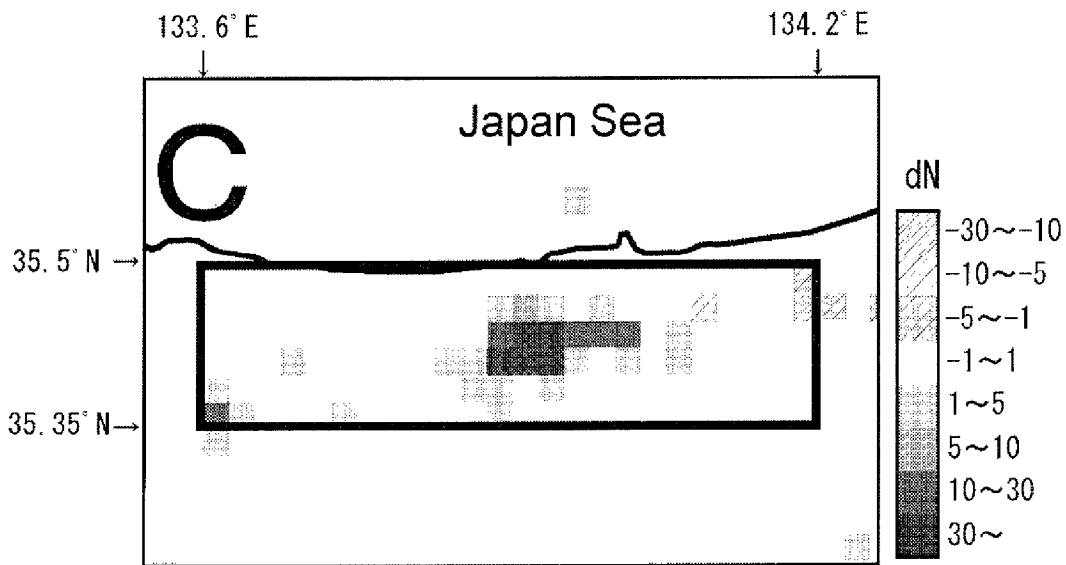 133.6°E 134.2°E
↓ ↓
Japan Sea
C
dN
35.5°N→
35.35°N→
-30~-10
-10~-5
-5~-1
-1~1
1~5
5~10
10~30
30~